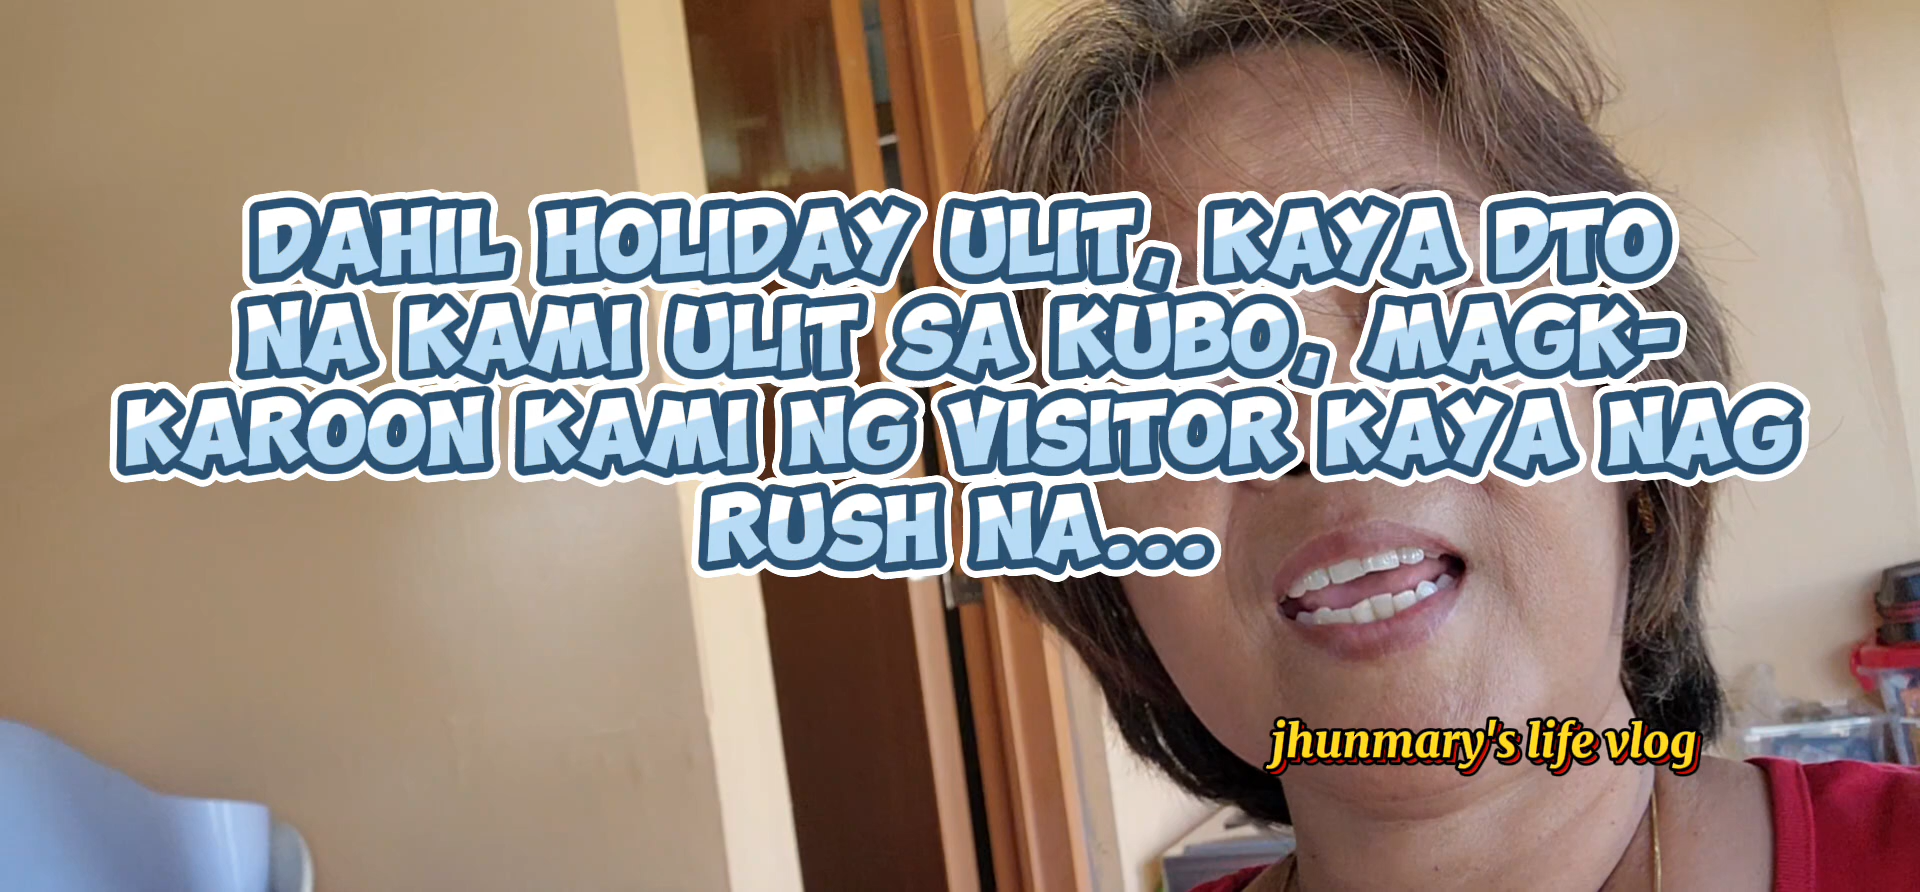 DAHIL HOLIDAY ULIT, KAYA DTO
NA KAMI ULIT SA KUBO, MAGK-
KAROON KAMI NG VISITOR KAYA NAG
RUSH NA...
jhunmary's life vlog